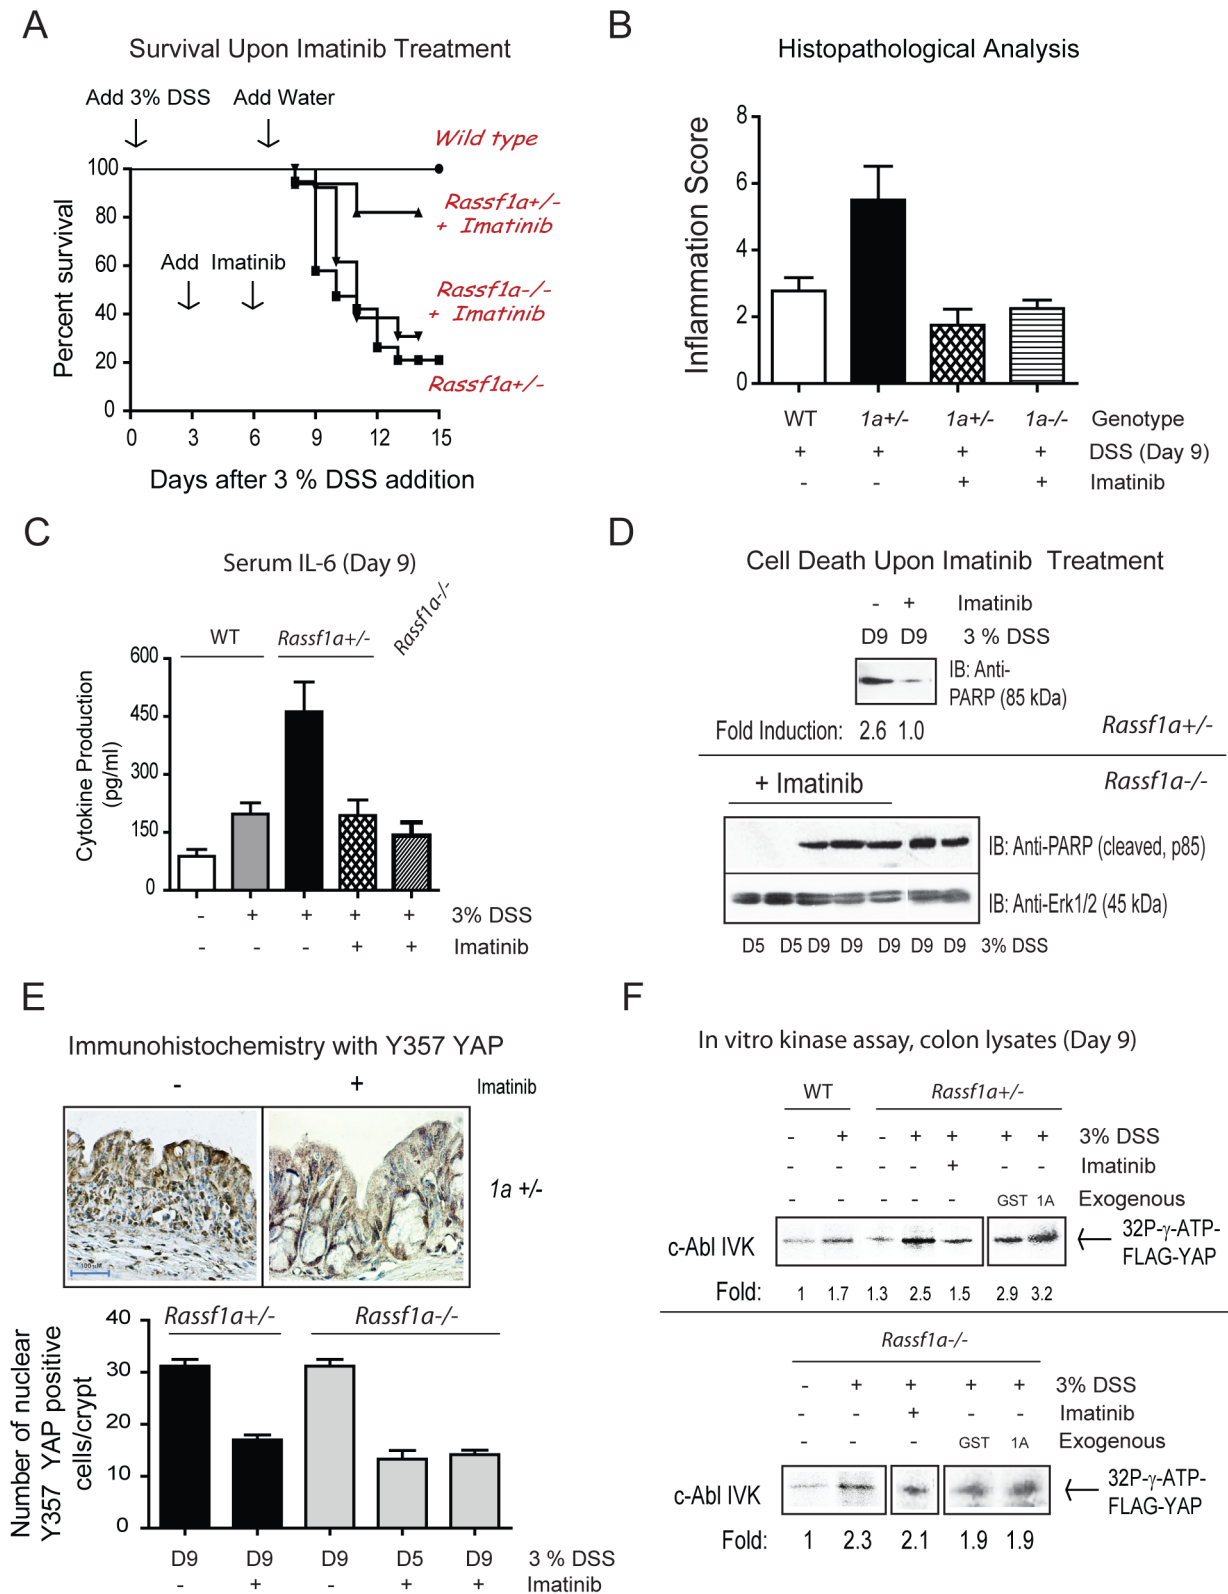 A
Survival Upon Imatinib Treatment
Add 3% DSS
Add Water
Wild type
Rassf1a+/-
+ Imatinib
Add Imatinib
Rassf1a-/-
+ Imatinib
Rassf1a+/-
Percent survival
100
80
60
40
20
0
0 3 6 9 12 15
Days after 3 % DSS addition
B
Histopathological Analysis
Inflammation Score
8
6
4
2
0
WT 1a+/- 1a+/- 1a-/- Genotype
+ + + + DSS (Day 9)
- - + + Imatinib
C
Serum IL-6 (Day 9)
WT Rassf1a+/- Rassf1a-/-
Cytokine Production
(pg/ml)
600
450
300
150
0
- + + + + 3% DSS
- - - + + Imatinib
D
Cell Death Upon Imatinib Treatment
- + Imatinib
D9 D9 3 % DSS
IB: Anti-
PARP (85 kDa)
Fold Induction: 2.6 1.0
Rassf1a+/-
+ Imatinib
Rassf1a-/-
IB: Anti-PARP (cleaved, p85)
IB: Anti-Erk1/2 (45 kDa)
D5 D5 D9 D9 D9 D9 D9 3% DSS
E
Immunohistochemistry with Y357 YAP
- + Imatinib
1a +/-
100 µM
Rassf1a+/- Rassf1a-/-
Number of nuclear
Y357 YAP positive
cells/crypt
40
30
20
10
0
D9 D9 D9 D5 D9 3 % DSS
- + - + + Imatinib
F
In vitro kinase assay, colon lysates (Day 9)
WT Rassf1a+/-
- + - + + + + 3% DSS
- - - - + - - Imatinib
- - - - - GST 1A Exogenous
c-Abl IVK
32P-γ-ATP-
FLAG-YAP
Fold: 1 1.7 1.3 2.5 1.5 2.9 3.2
Rassf1a-/-
- + + + + 3% DSS
- - + - - Imatinib
- - - GST 1A Exogenous
c-Abl IVK
32P-γ-ATP-
FLAG-YAP
Fold: 1 2.3 2.1 1.9 1.9